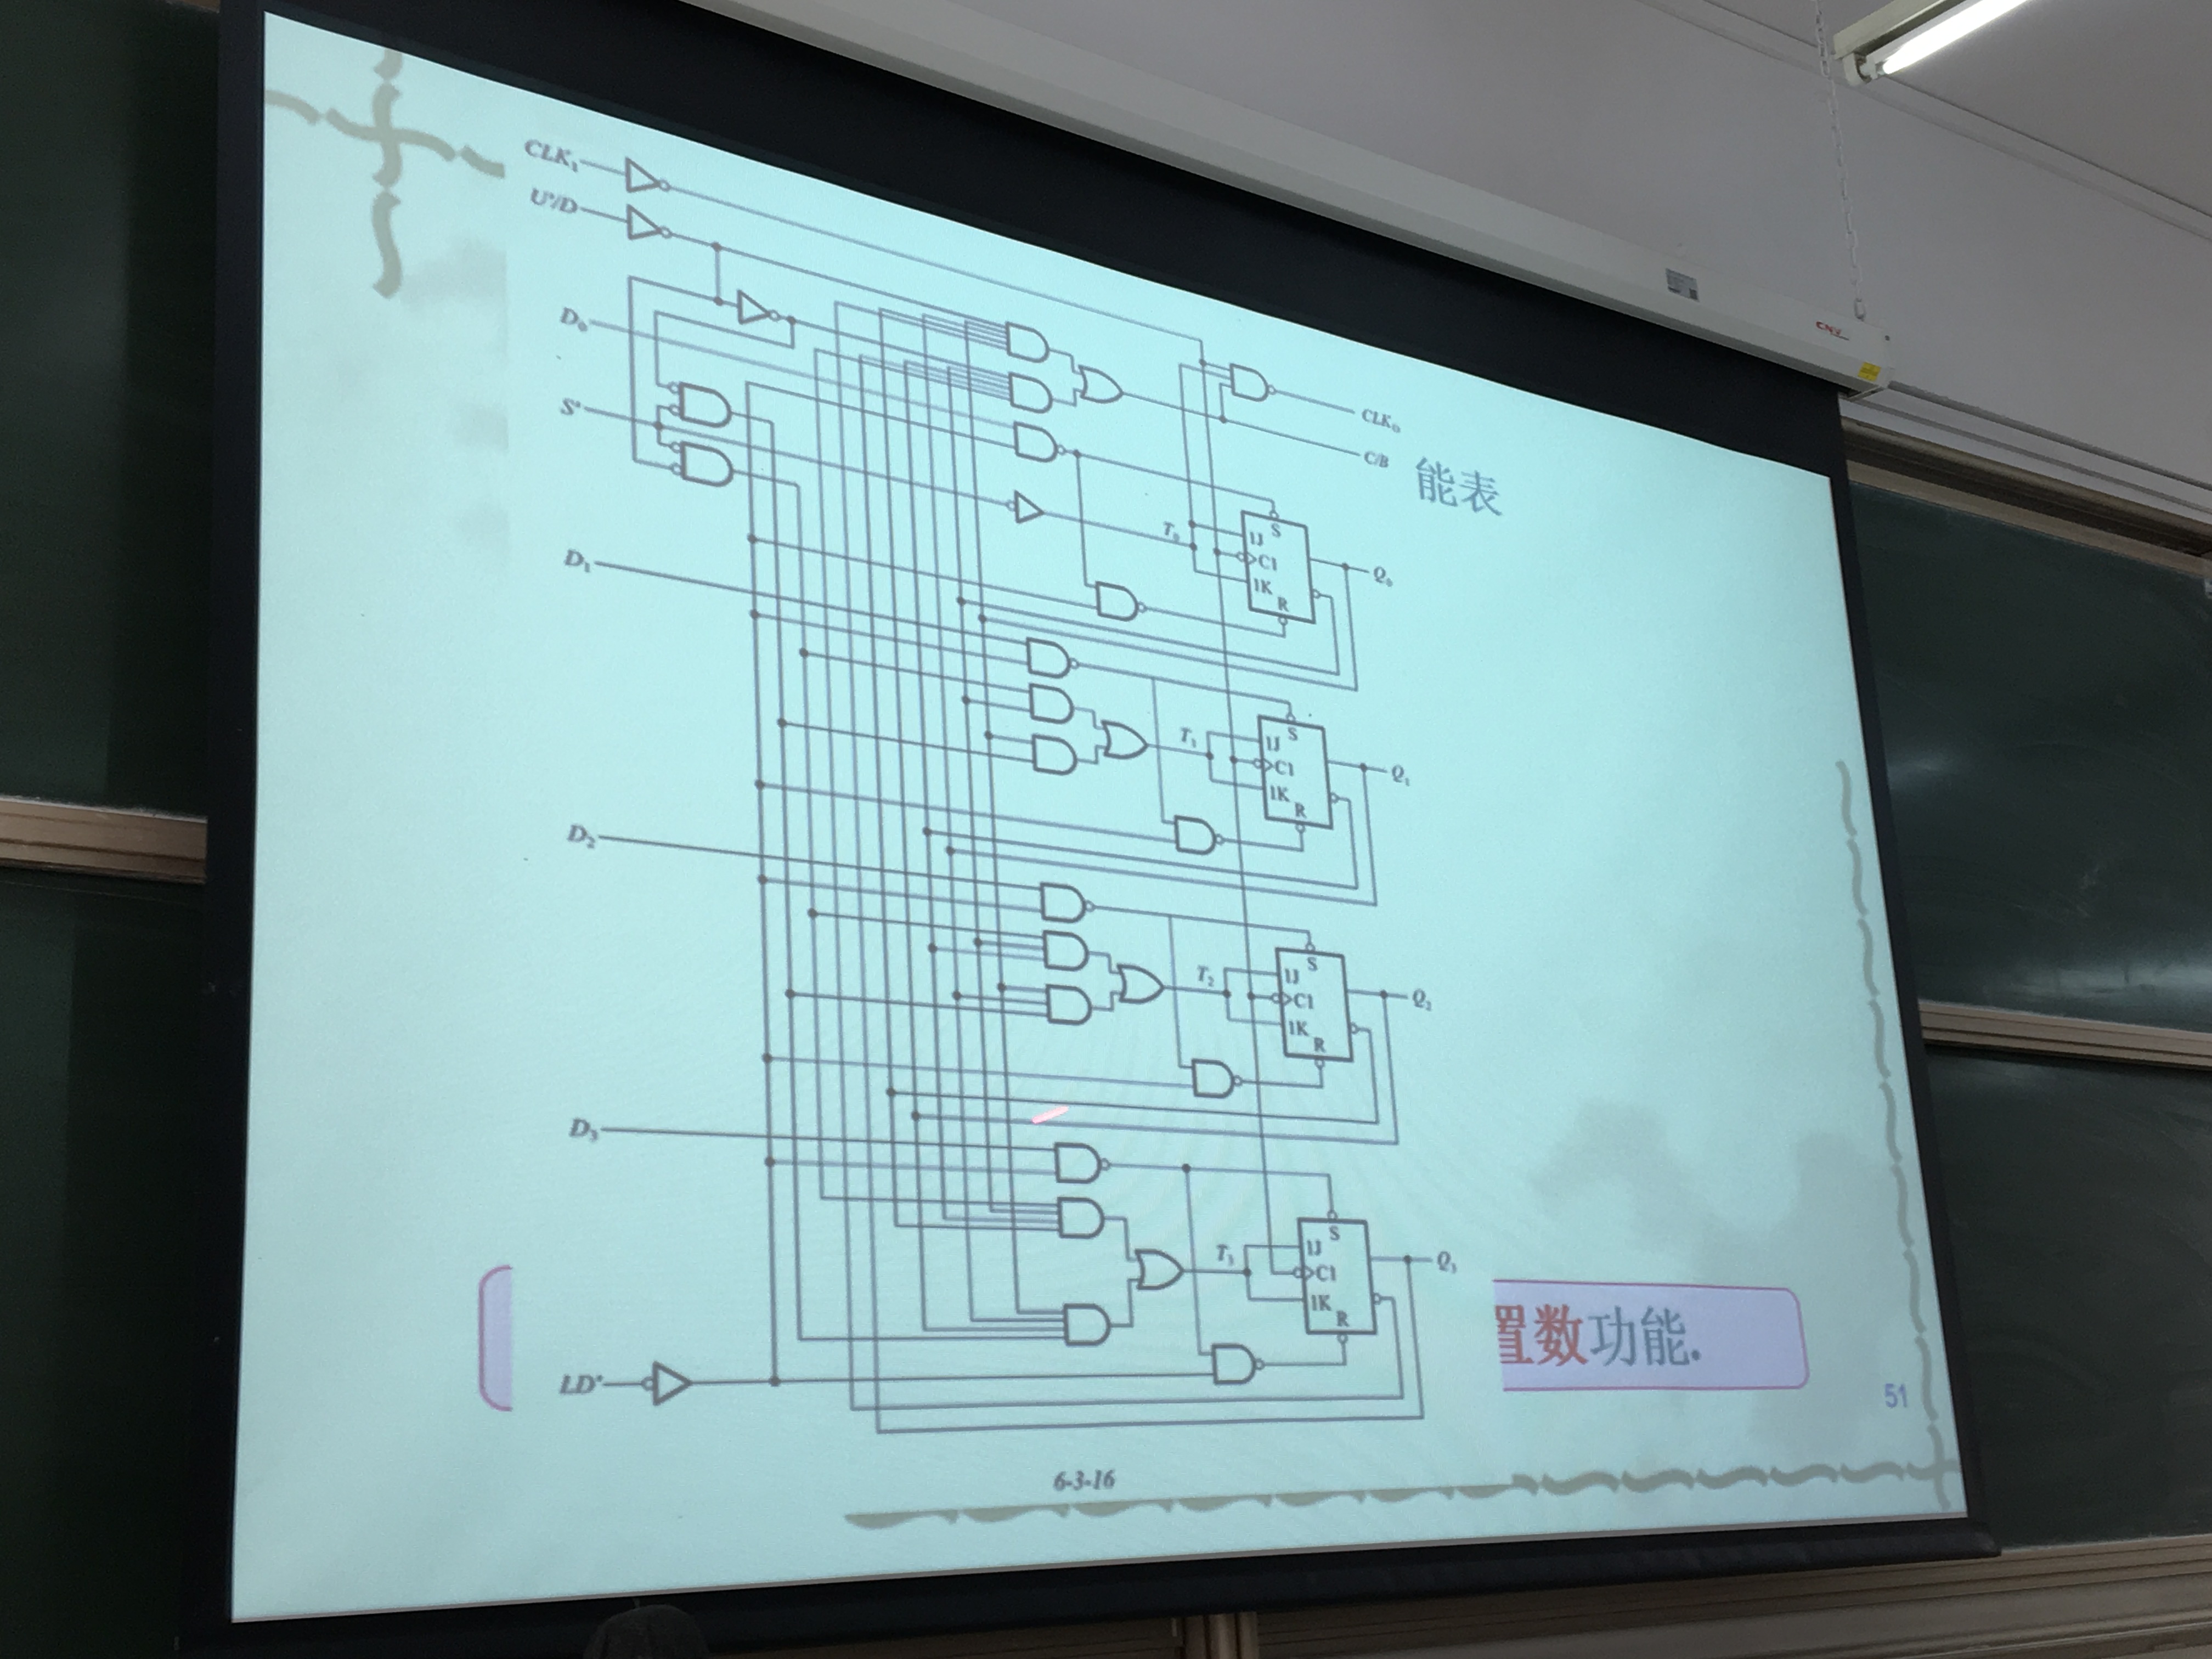 CLK₁
U'/D
D₀
S'
CLK₀
C/B
能表
S
T₀
1J
C1
1K
R
Q₀
D₁
S
T₁
1J
C1
1K
R
Q₁
D₂
S
T₂
1J
C1
1K
R
Q₂
D₃
S
T₃
1J
C1
1K
R
Q₃
置数功能.
LD'
51
6-3-16